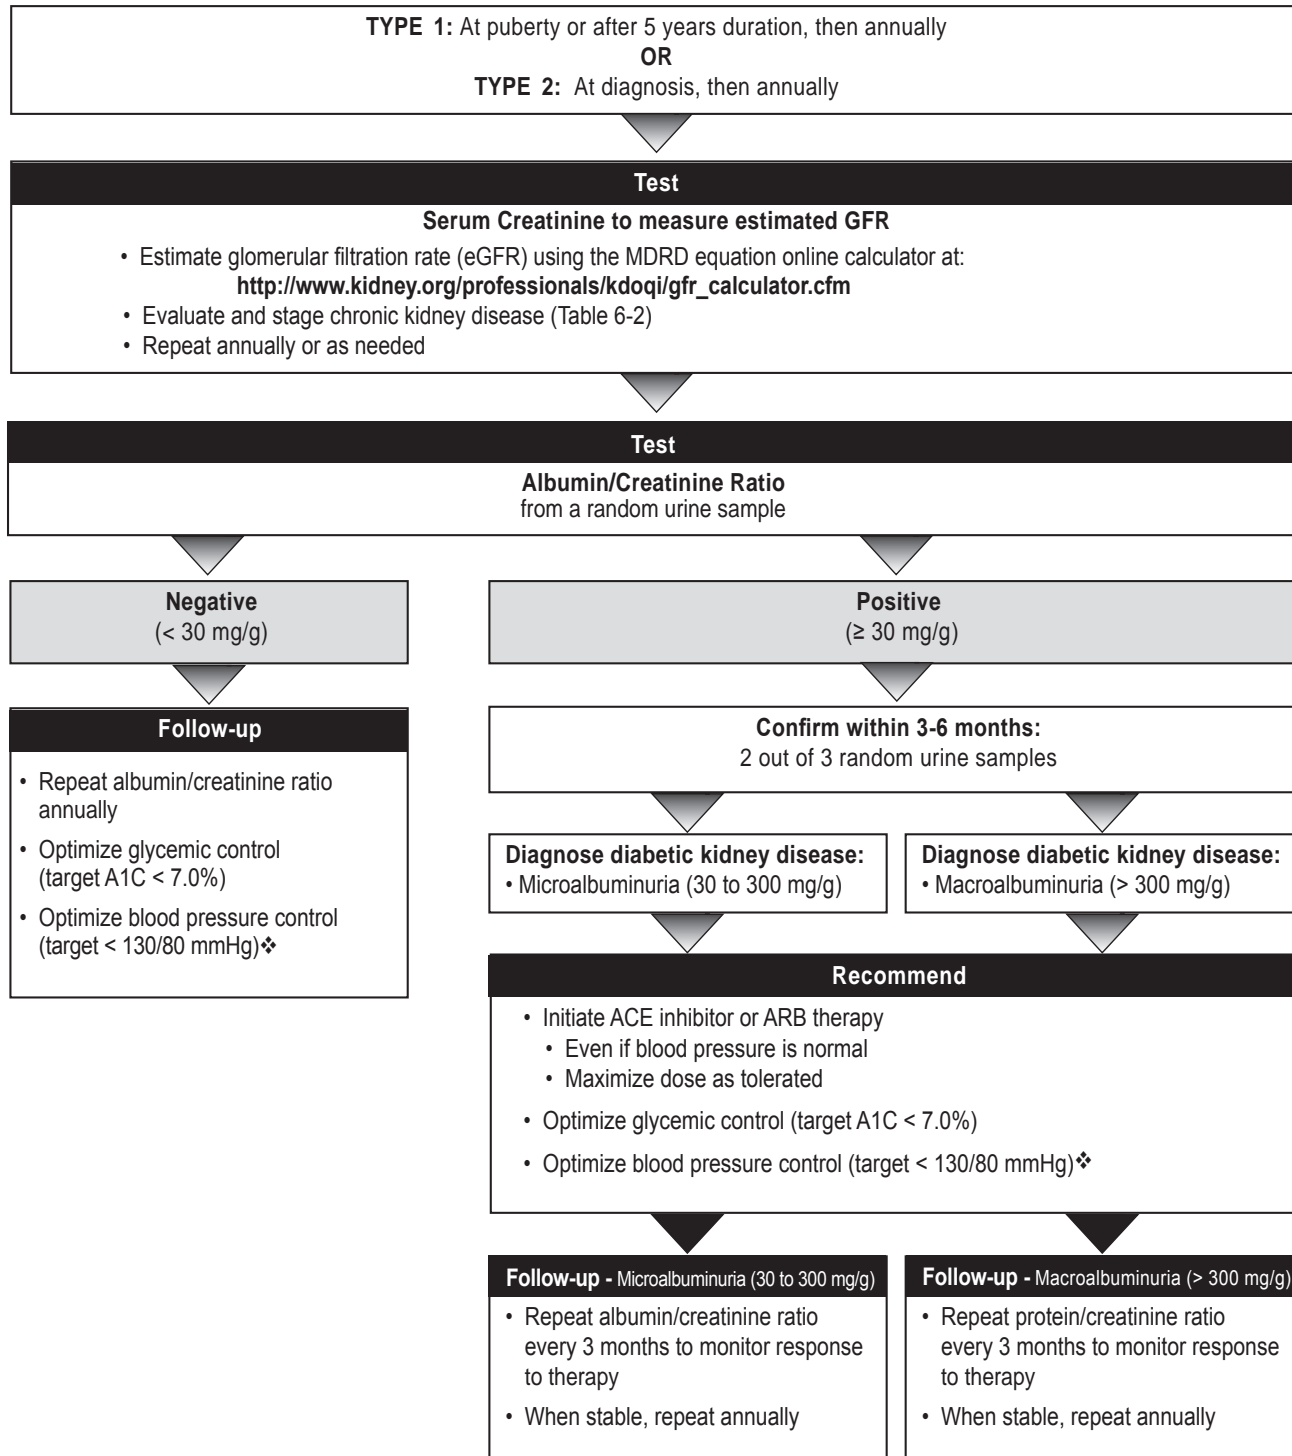 TYPE 1: At puberty or after 5 years duration, then annually
OR
TYPE 2: At diagnosis, then annually
Test
Serum Creatinine to measure estimated GFR
• Estimate glomerular filtration rate (eGFR) using the MDRD equation online calculator at:
http://www.kidney.org/professionals/kdoqi/gfr_calculator.cfm
• Evaluate and stage chronic kidney disease (Table 6-2)
• Repeat annually or as needed
Test
Albumin/Creatinine Ratio
from a random urine sample
Negative
(< 30 mg/g)
Follow-up
• Repeat albumin/creatinine ratio
annually
• Optimize glycemic control
(target A1C < 7.0%)
• Optimize blood pressure control
(target < 130/80 mmHg)❖
Positive
(≥ 30 mg/g)
Confirm within 3-6 months:
2 out of 3 random urine samples
Diagnose diabetic kidney disease:
• Microalbuminuria (30 to 300 mg/g)
Diagnose diabetic kidney disease:
• Macroalbuminuria (> 300 mg/g)
Recommend
• Initiate ACE inhibitor or ARB therapy
• Even if blood pressure is normal
• Maximize dose as tolerated
• Optimize glycemic control (target A1C < 7.0%)
• Optimize blood pressure control (target < 130/80 mmHg)❖
Follow-up - Microalbuminuria (30 to 300 mg/g)
• Repeat albumin/creatinine ratio
every 3 months to monitor response
to therapy
• When stable, repeat annually
Follow-up - Macroalbuminuria (> 300 mg/g)
• Repeat protein/creatinine ratio
every 3 months to monitor response
to therapy
• When stable, repeat annually